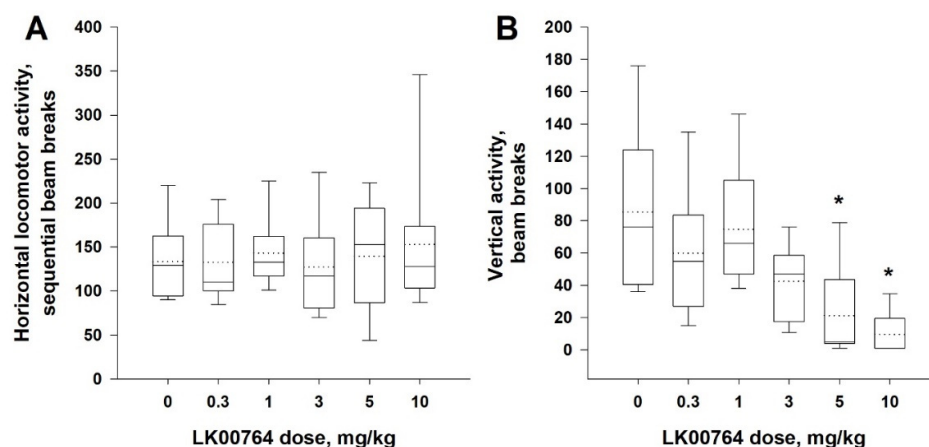 A
Horizontal locomotor activity,
sequential beam breaks
400
350
300
250
200
150
100
50
0
0 0.3 1 3 5 10
LK00764 dose, mg/kg
B
Vertical activity,
beam breaks
200
180
160
140
120
100
80
60
40
20
0
*
*
0 0.3 1 3 5 10
LK00764 dose, mg/kg